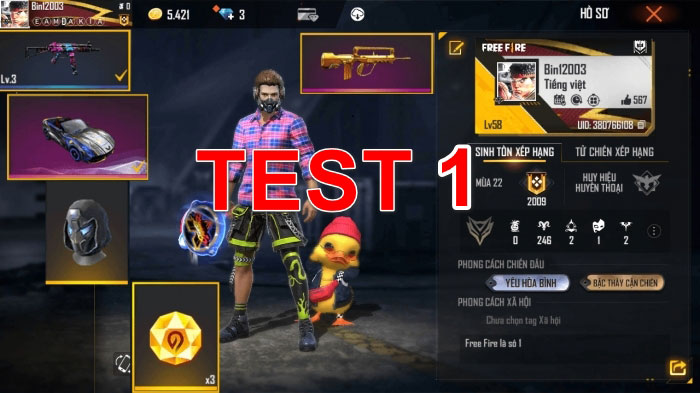 Bin12003
EAMDAKIA
0
5.421
3
HỒ SƠ
Lv.3
FREE FIRE
Bin12003
Tiếng việt
567
Lv58
UID: 380766108
SINH TỒN XẾP HẠNG
TỬ CHIẾN XẾP HẠNG
MÙA 22
2009
HUY HIỆU
HUYỀN THOẠI
TEST 1
0 246 2 1 2
PHONG CÁCH CHIẾN ĐẤU
YÊU HÒA BÌNH
BẬC THẦY CẬN CHIẾN
PHONG CÁCH XÃ HỘI
Chưa chọn tag Xã hội
Free Fire là số 1
x3